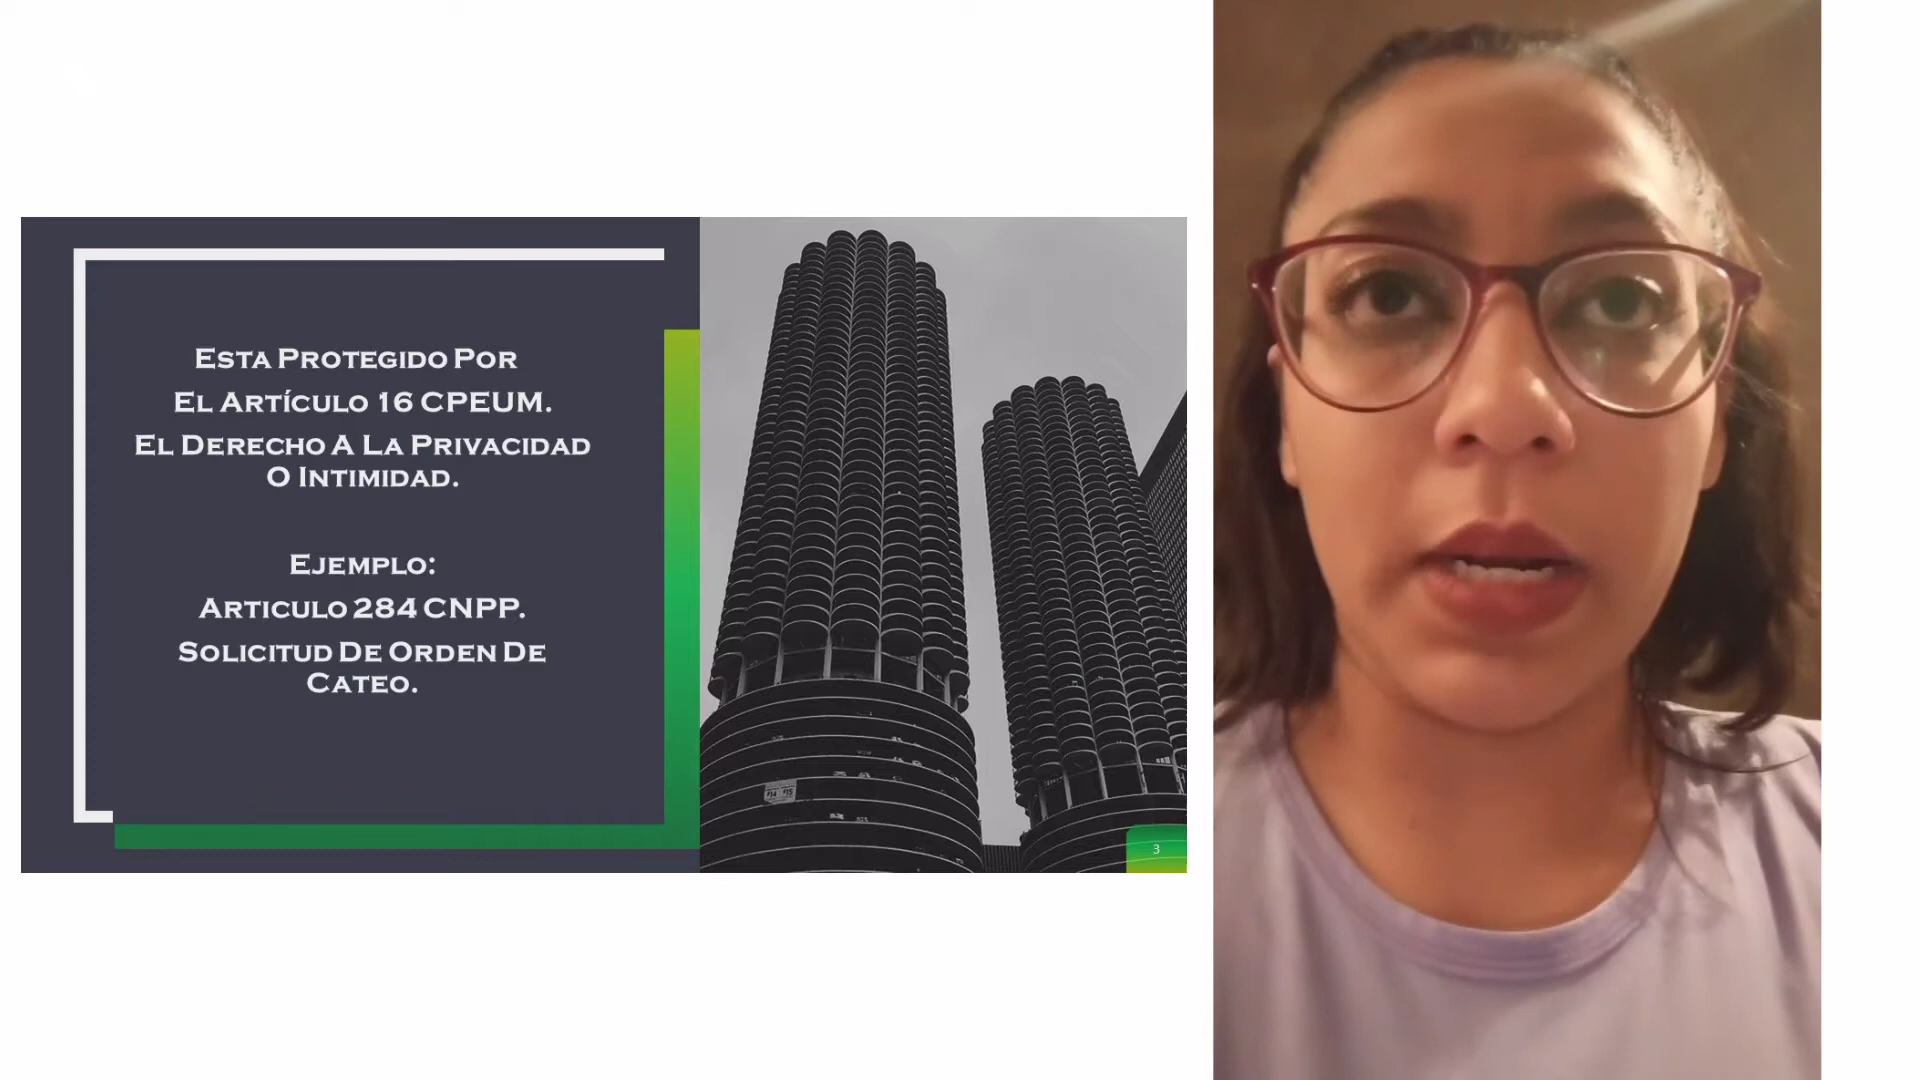 Esta Protegido Por
El Artículo 16 CPEUM.
El Derecho A La Privacidad
O Intimidad.
Ejemplo:
Articulo 284 CNPP.
Solicitud De Orden De
Cateo.
3